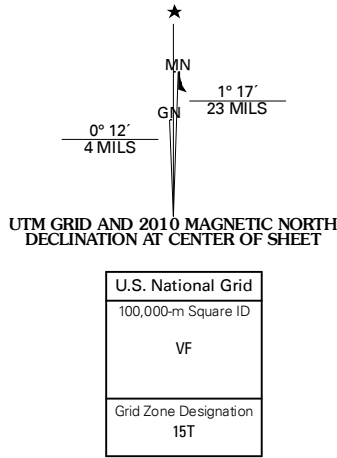 MN
GN
1° 17´
23 MILS
0° 12´
4 MILS
UTM GRID AND 2010 MAGNETIC NORTH
DECLINATION AT CENTER OF SHEET
U.S. National Grid
100,000-m Square ID
VF
Grid Zone Designation
15T